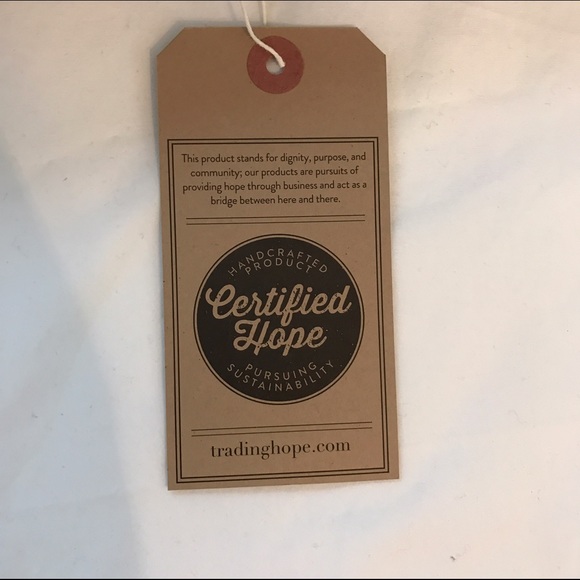 This product stands for dignity, purpose, and
community; our products are pursuits of
providing hope through business and act as a
bridge between here and there.
HANDCRAFTED
PRODUCT
Certified
Hope
PURSUING
SUSTAINABILITY
tradinghope.com